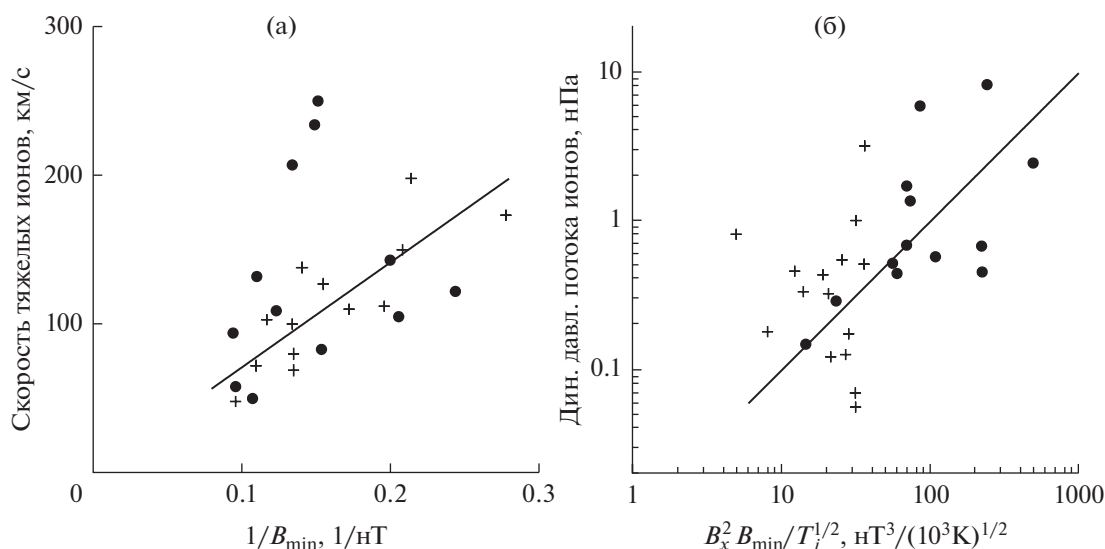 (а)
Скорость тяжелых ионов, км/с
300
200
100
0
0.1
0.2
0.3
1/B_min, 1/нТ
(б)
Дин. давл. потока ионов, нПа
10
1
0.1
1
10
100
1000
B_x^2 B_min/T_i^{1/2}, нТ^3/(10^3K)^{1/2}